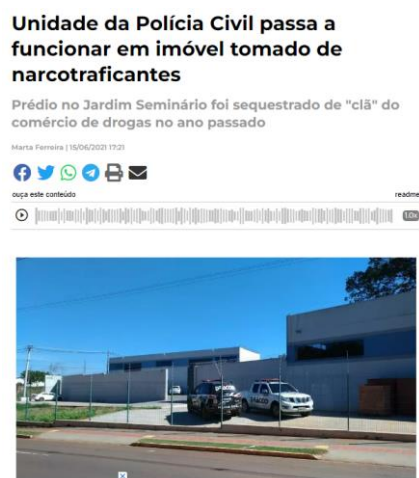 Unidade da Polícia Civil passa a
funcionar em imóvel tomado de
narcotraficantes
Prédio no Jardim Seminário foi sequestrado de "clã" do
comércio de drogas no ano passado
Marta Ferreira | 15/06/2021 17:21
ouça este conteúdo
readme
1.0x